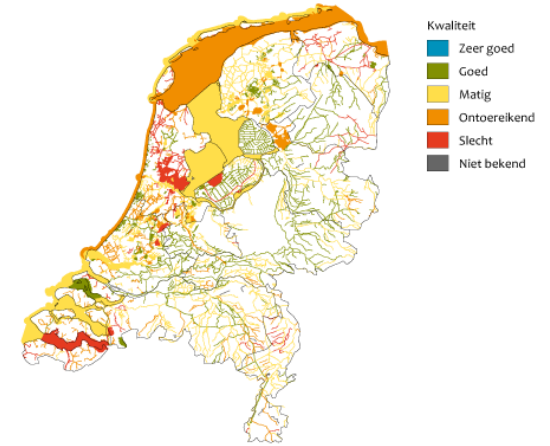 Kwaliteit
Zeer goed
Goed
Matig
Ontoereikend
Slecht
Niet bekend